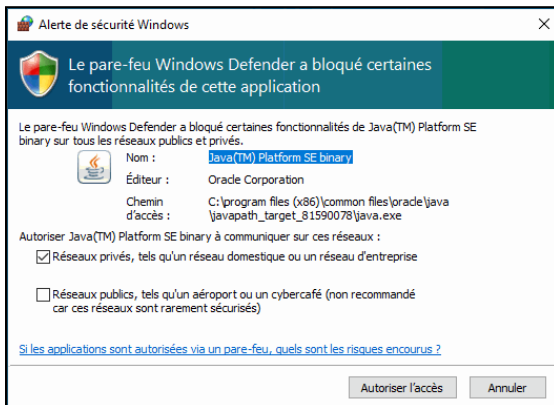 Alerte de sécurité Windows
Le pare-feu Windows Defender a bloqué certaines
fonctionnalités de cette application
Le pare-feu Windows Defender a bloqué certaines fonctionnalités de Java(TM) Platform SE
binary sur tous les réseaux publics et privés.
Nom : Java(TM) Platform SE binary
Éditeur : Oracle Corporation
Chemin C:\program files (x86)\common files\oracle\java
d'accès : \javapath_target_81590078\java.exe
Autoriser Java(TM) Platform SE binary à communiquer sur ces réseaux :
Réseaux privés, tels qu'un réseau domestique ou un réseau d'entreprise
Réseaux publics, tels qu'un aéroport ou un cybercafé (non recommandé
car ces réseaux sont rarement sécurisés)
Si les applications sont autorisées via un pare-feu, quels sont les risques encourus ?
Autoriser l'accès Annuler